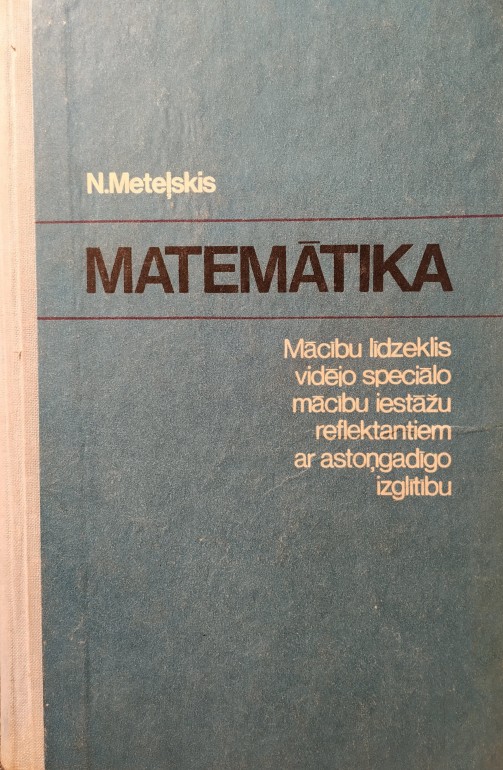 N.Meteļskis
MATEMĀTIKA
Mācību līdzeklis
vidējo speciālo
mācību iestāžu
reflektantiem
ar astoņgadīgo
izglītību